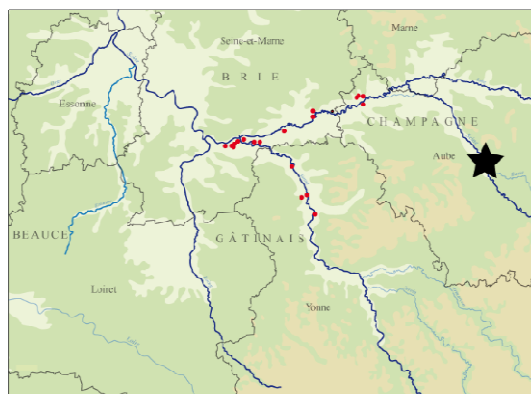 Seine-et-Marne
Marne
BRIE
Essonne
CHAMPAGNE
Aube
BEAUCE
GÂTINAIS
Loiret
Yonne